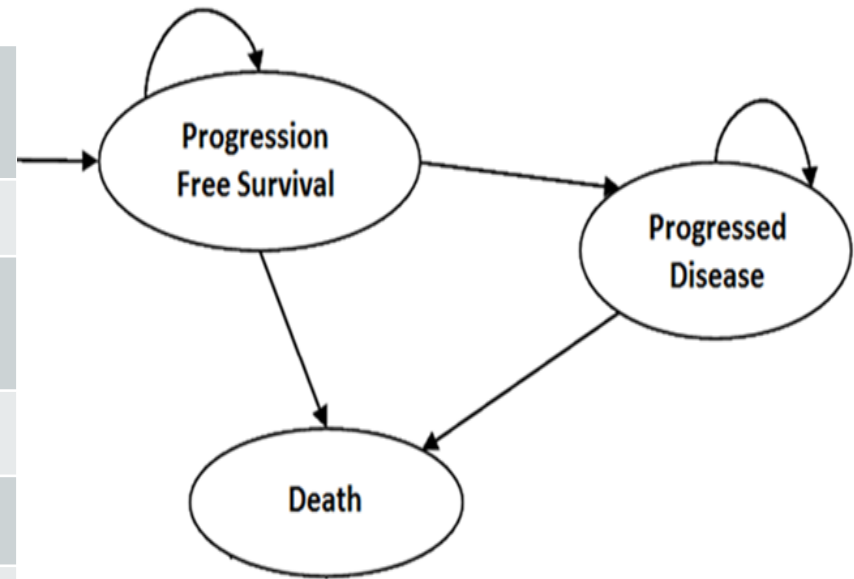 Progression
Free Survival
Progressed
Disease
Death